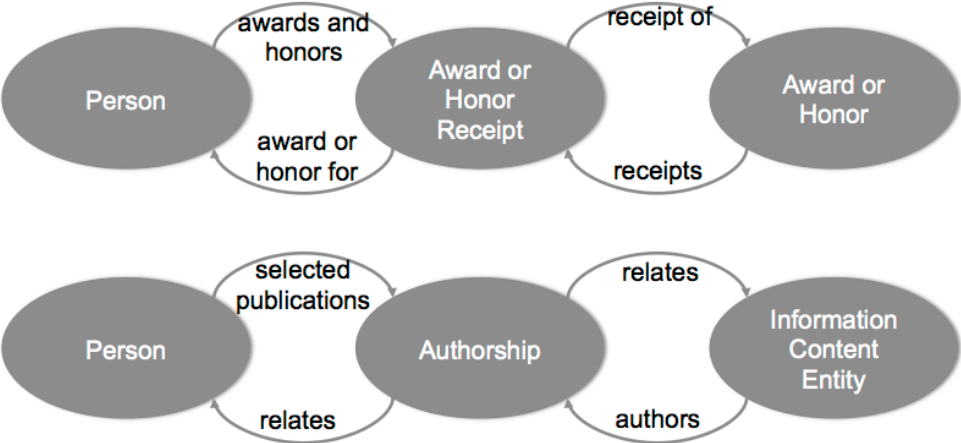 awards and
honors
receipt of
Person
Award or
Honor
Receipt
Award or
Honor
award or
honor for
receipts
selected
publications
relates
Person
Authorship
Information
Content
Entity
relates
authors